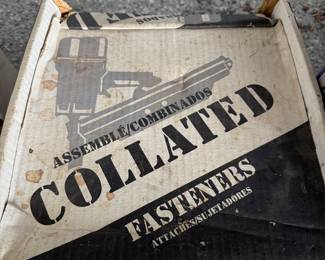 ASSEMBLÉ/COMBINADOS
COLLATED
FASTENERS
ATTACHES/SUJETADORES